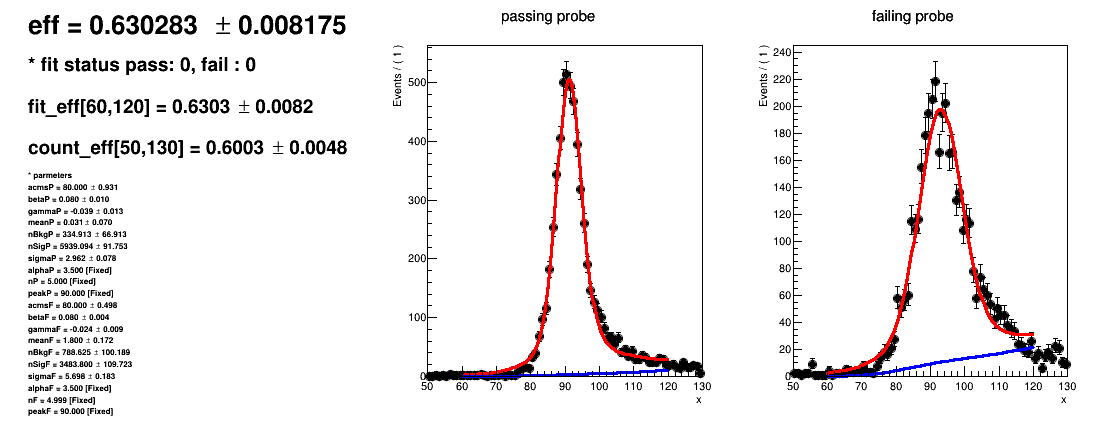 eff = 0.630283 ± 0.008175
* fit status pass: 0, fail : 0
fit_eff[60,120] = 0.6303 ± 0.0082
count_eff[50,130] = 0.6003 ± 0.0048
* parmeters
acmsP = 80.000 ± 0.931
betaP = 0.080 ± 0.010
gammaP = -0.039 ± 0.013
meanP = 0.031 ± 0.070
nBkgP = 334.913 ± 66.913
nSigP = 5939.094 ± 91.753
sigmaP = 2.962 ± 0.078
alphaP = 3.500 [Fixed]
nP = 5.000 [Fixed]
peakP = 90.000 [Fixed]
acmsF = 80.000 ± 0.498
betaF = 0.080 ± 0.004
gammaF = -0.024 ± 0.009
meanF = 1.800 ± 0.172
nBkgF = 788.625 ± 100.189
nSigF = 3483.800 ± 109.723
sigmaF = 5.698 ± 0.183
alphaF = 3.500 [Fixed]
nF = 4.999 [Fixed]
peakF = 90.000 [Fixed]
passing probe
Events / ( 1 )
500
400
300
200
100
0
50 60 70 80 90 100 110 120 130
x
failing probe
Events / ( 1 )
240
220
200
180
160
140
120
100
80
60
40
20
0
50 60 70 80 90 100 110 120 130
x